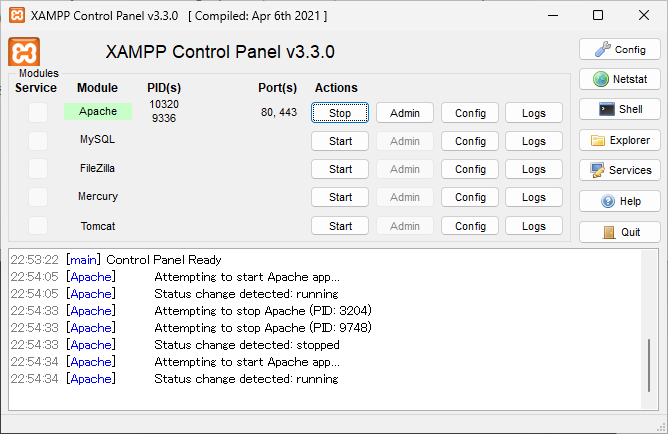 XAMPP Control Panel v3.3.0 [ Compiled: Apr 6th 2021 ]
XAMPP Control Panel v3.3.0
Config
Modules
Service Module PID(s) Port(s) Actions
Netstat
Apache 10320 9336 80, 443 Stop Admin Config Logs
Shell
MySQL Start Admin Config Logs
Explorer
FileZilla Start Admin Config Logs
Services
Mercury Start Admin Config Logs
Help
Tomcat Start Admin Config Logs
Quit
22:53:22 [main] Control Panel Ready
22:54:05 [Apache] Attempting to start Apache app...
22:54:05 [Apache] Status change detected: running
22:54:33 [Apache] Attempting to stop Apache (PID: 3204)
22:54:33 [Apache] Attempting to stop Apache (PID: 9748)
22:54:33 [Apache] Status change detected: stopped
22:54:34 [Apache] Attempting to start Apache app...
22:54:34 [Apache] Status change detected: running